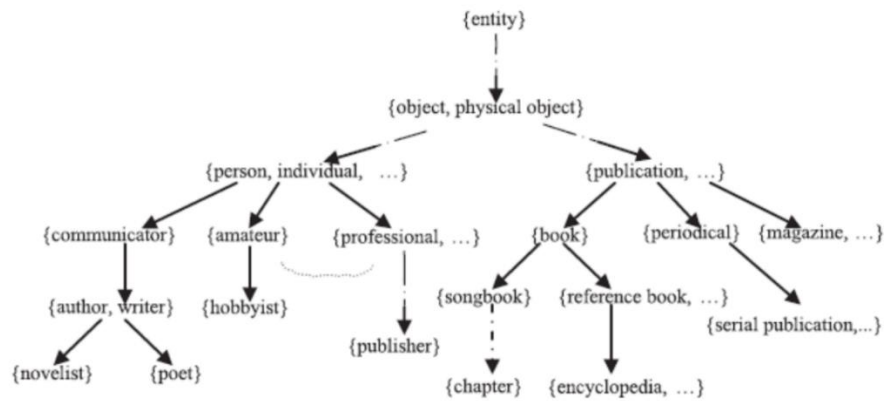 {entity}
{object, physical object}
{person, individual, …}
{publication, …}
{communicator}
{amateur}
{professional, …}
{book}
{periodical}
{magazine, …}
{author, writer}
{hobbyist}
{songbook}
{reference book, …}
{serial publication,...}
{publisher}
{novelist}
{poet}
{chapter}
{encyclopedia, …}